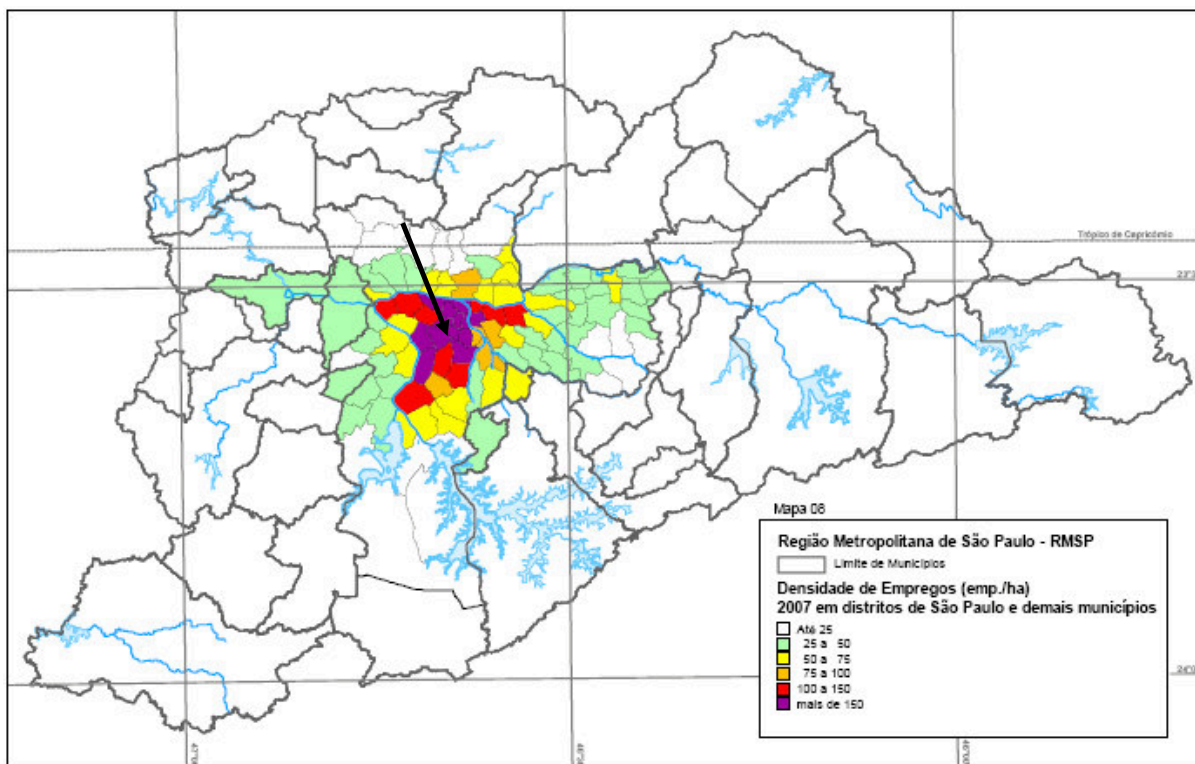 Trópico de Capricórnio
Mapa 08
Região Metropolitana de São Paulo - RMSP
Limite de Municípios
Densidade de Empregos (emp./ha)
2007 em distritos de São Paulo e demais municípios
Até 25
25 a 50
50 a 75
75 a 100
100 a 150
mais de 150